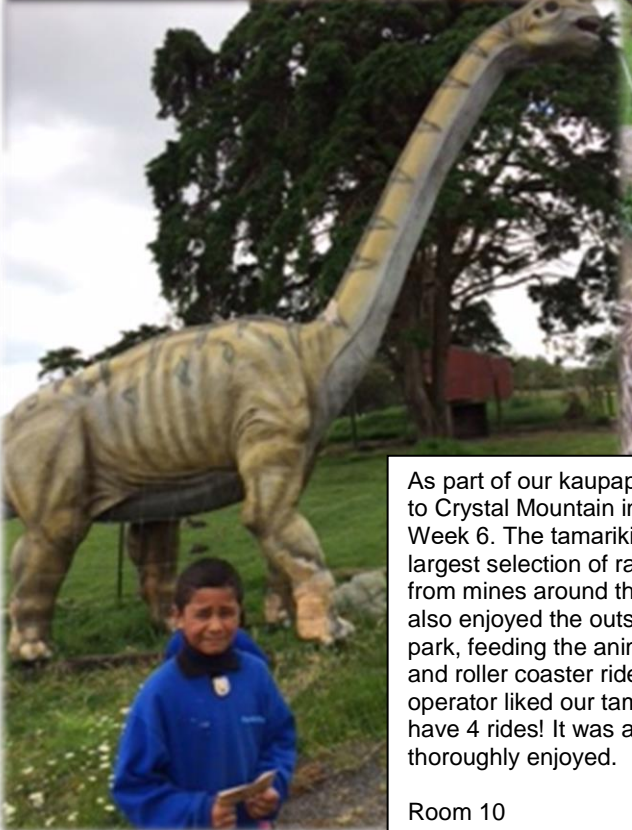 As part of our kaupap
to Crystal Mountain in
Week 6. The tamariki
largest selection of ra
from mines around th
also enjoyed the outs
park, feeding the anim
and roller coaster ride
operator liked our tam
have 4 rides! It was a
thoroughly enjoyed.
Room 10